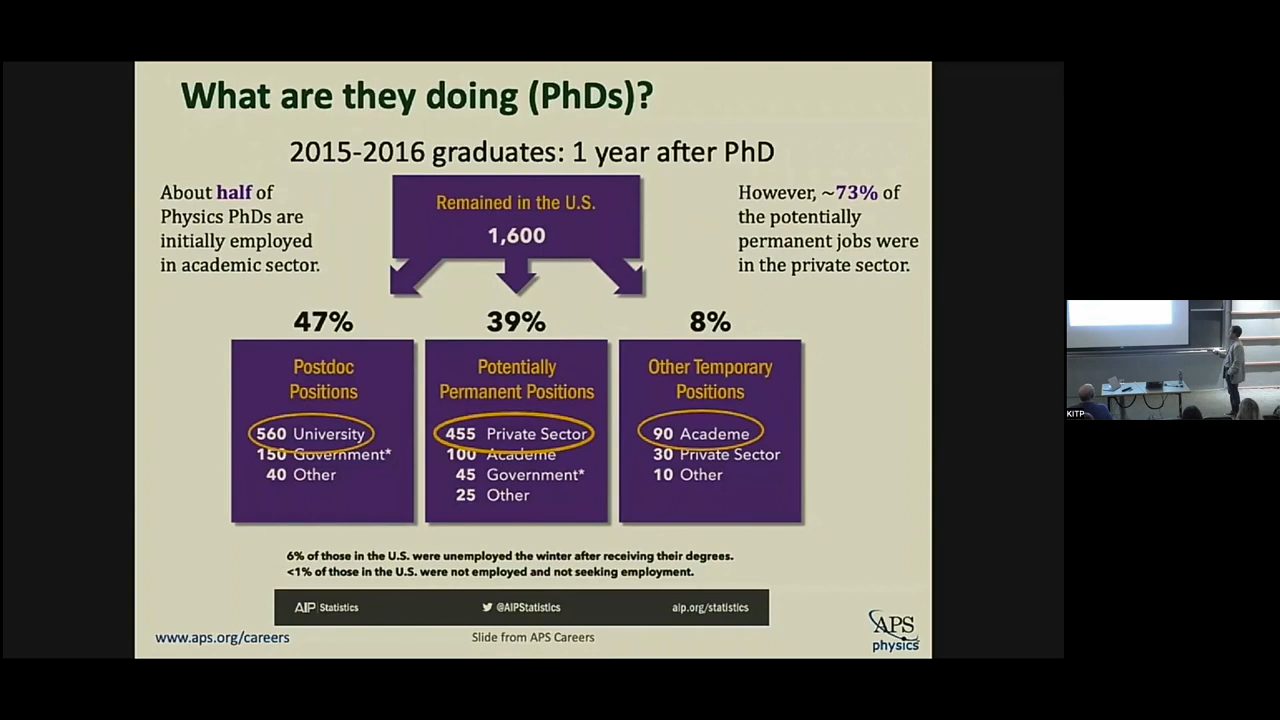 What are they doing (PhDs)?
2015-2016 graduates: 1 year after PhD
About half of
Physics PhDs are
initially employed
in academic sector.
Remained in the U.S.
1,600
However, ~73% of
the potentially
permanent jobs were
in the private sector.
47%
Postdoc
Positions
560 University
150 Government*
40 Other
39%
Potentially
Permanent Positions
455 Private Sector
100 Academe
45 Government*
25 Other
8%
Other Temporary
Positions
90 Academe
30 Private Sector
10 Other
6% of those in the U.S. were unemployed the winter after receiving their degrees.
<1% of those in the U.S. were not employed and not seeking employment.
AIP | Statistics
@AIPStatistics
aip.org/statistics
www.aps.org/careers
Slide from APS Careers
APS
physics
KITP